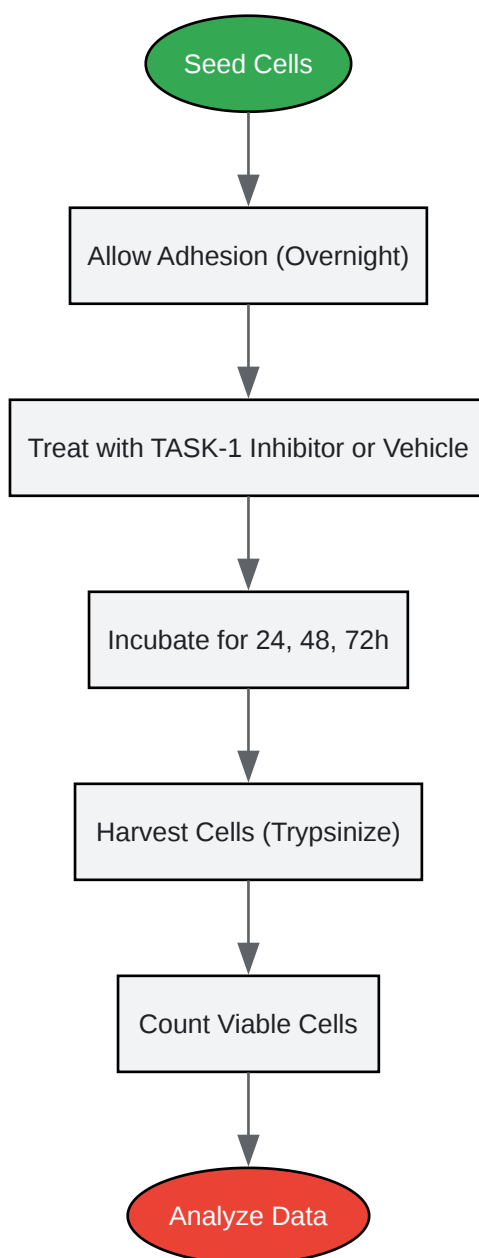 Seed Cells
Allow Adhesion (Overnight)
Treat with TASK-1 Inhibitor or Vehicle
Incubate for 24, 48, 72h
Harvest Cells (Trypsinize)
Count Viable Cells
Analyze Data